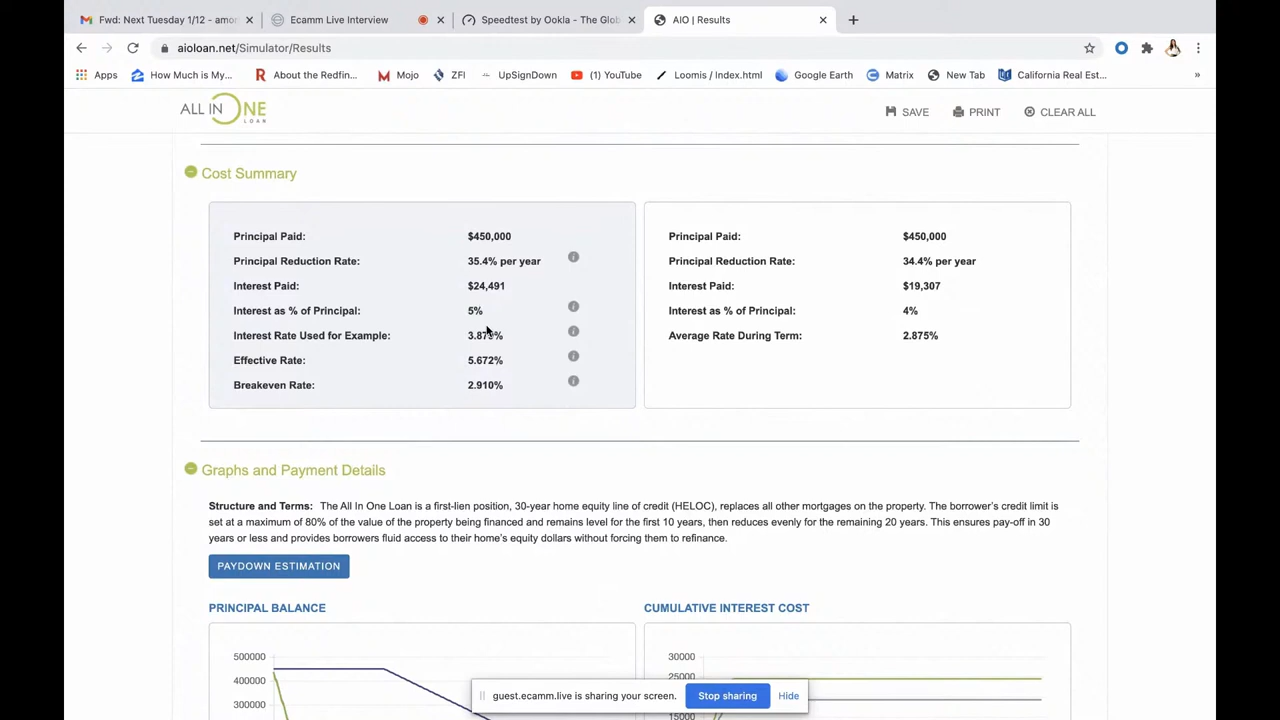 Fwd: Next Tuesday 1/12 - amor
Ecamm Live Interview
Speedtest by Ookla - The Glob
AIO | Results
aioloan.net/Simulator/Results
Apps
How Much is My...
About the Redfin...
Mojo
ZFI
UpSignDown
(1) YouTube
Loomis / Index.html
Google Earth
Matrix
New Tab
California Real Est...
»
ALL IN ONE
LOAN
SAVE
PRINT
CLEAR ALL
Cost Summary
Principal Paid: $450,000
Principal Reduction Rate: 35.4% per year
Interest Paid: $24,491
Interest as % of Principal: 5%
Interest Rate Used for Example: 3.875%
Effective Rate: 5.672%
Breakeven Rate: 2.910%
Principal Paid: $450,000
Principal Reduction Rate: 34.4% per year
Interest Paid: $19,307
Interest as % of Principal: 4%
Average Rate During Term: 2.875%
Graphs and Payment Details
Structure and Terms: The All In One Loan is a first-lien position, 30-year home equity line of credit (HELOC), replaces all other mortgages on the property. The borrower's credit limit is
set at a maximum of 80% of the value of the property being financed and remains level for the first 10 years, then reduces evenly for the remaining 20 years. This ensures pay-off in 30
years or less and provides borrowers fluid access to their home's equity dollars without forcing them to refinance.
PAYDOWN ESTIMATION
PRINCIPAL BALANCE
500000
400000
300000
CUMULATIVE INTEREST COST
30000
25000
15000
guest.ecamm.live is sharing your screen.
Stop sharing
Hide